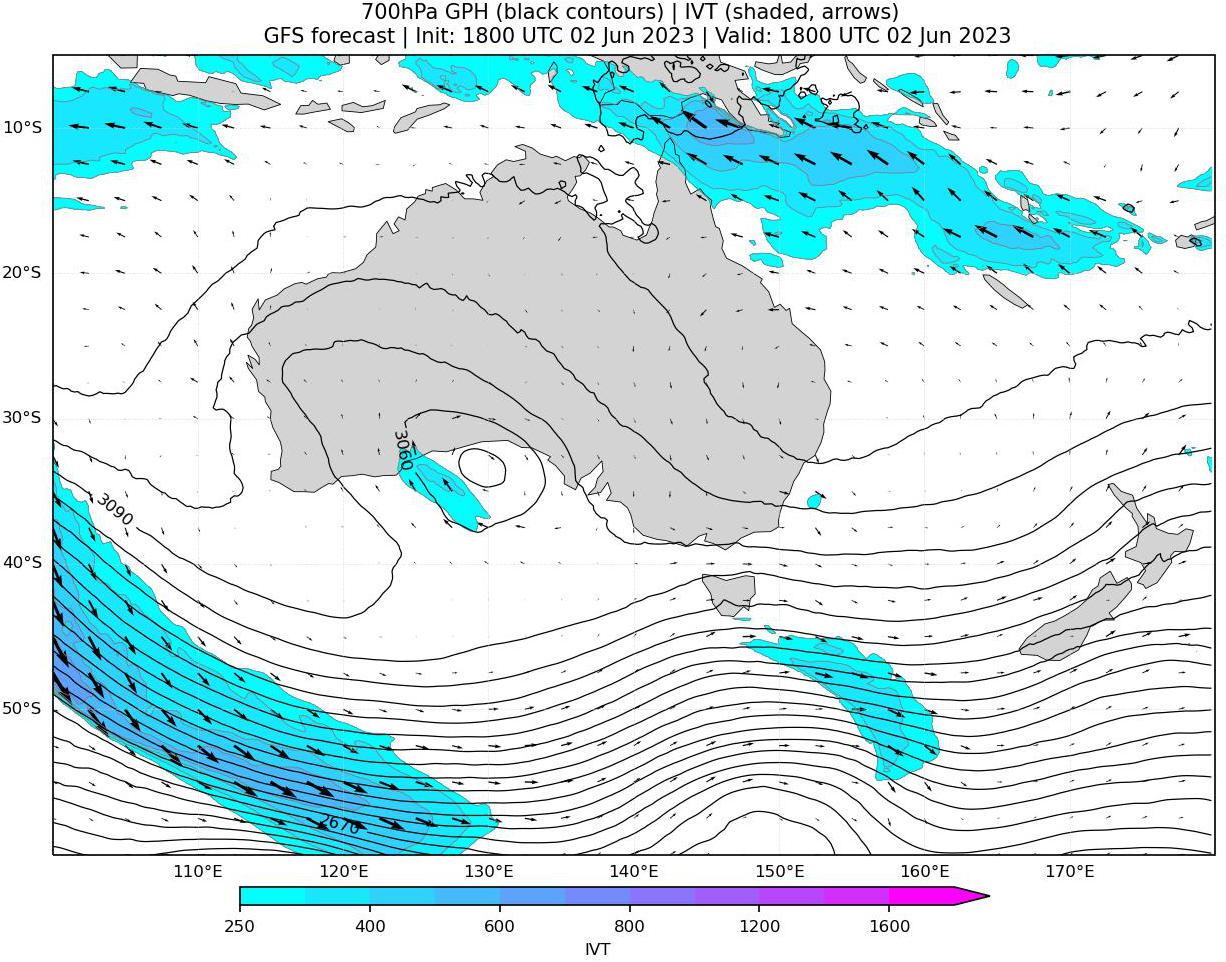 700hPa GPH (black contours) | IVT (shaded, arrows)
GFS forecast | Init: 1800 UTC 02 Jun 2023 | Valid: 1800 UTC 02 Jun 2023
10°S
20°S
30°S
3060
3090
40°S
50°S
2670
110°E 120°E 130°E 140°E 150°E 160°E 170°E
250 400 600 800 1200 1600
IVT